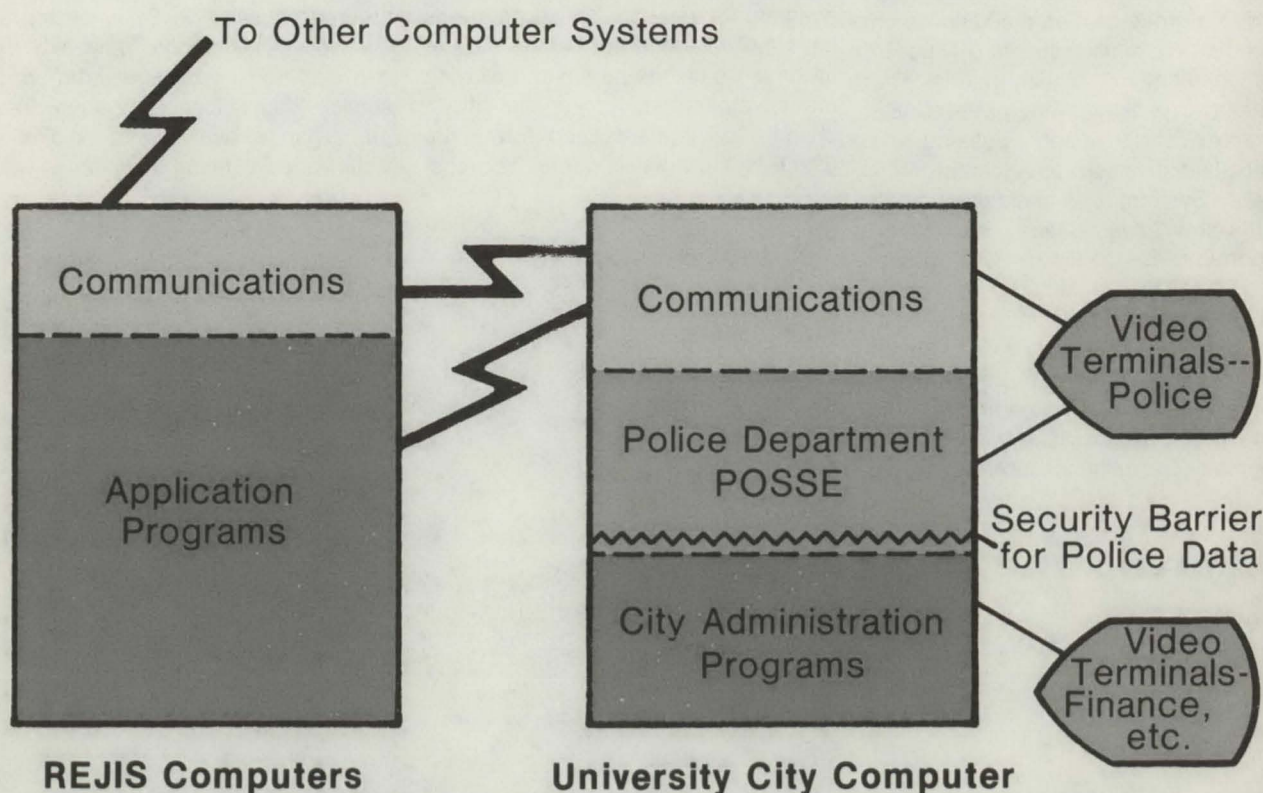 To Other Computer Systems
Communications
Application
Programs
REJIS Computers
Communications
Police Department
POSSE
City Administration
Programs
University City Computer
Video
Terminals--
Police
Security Barrier
for Police Data
Video
Terminals-
Finance,
etc.